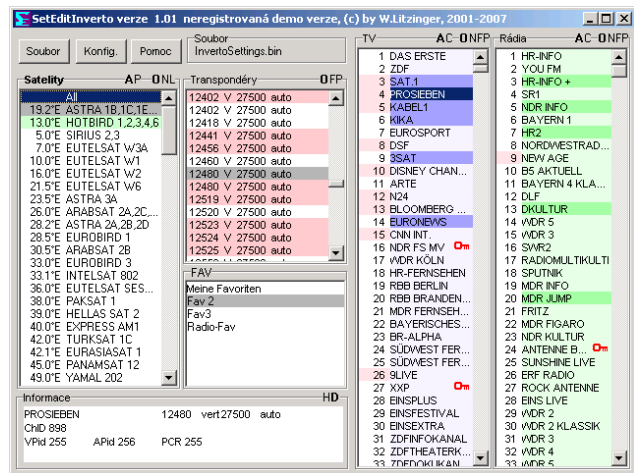 SetEditInverto verze 1.01 neregistrovaná demo verze, (c) by W.Litzinger, 2001-2007
Soubor
Konfig.
Pomoc
Soubor
InvertoSettings.bin
Satelity AP ONL
All
19.2°E ASTRA 1B,1C,1E...
13.0°E HOTBIRD 1,2,3,4,6
5.0°E SIRIUS 2,3
7.0°E EUTELSAT W3A
10.0°E EUTELSAT W1
16.0°E EUTELSAT W2
21.5°E EUTELSAT W6
23.5°E ASTRA 3A
26.0°E ARABSAT 2A,2C,...
28.2°E ASTRA 2A,2B,2D
28.5°E EUROBIRD 1
30.5°E ARABSAT 2B
33.0°E EUROBIRD 3
33.1°E INTELSAT 802
36.0°E EUTELSAT SES...
38.0°E PAKSAT 1
39.0°E HELLAS SAT 2
40.0°E EXPRESS AM1
42.0°E TURKSAT 1C
42.1°E EURASIASAT 1
45.0°E PANAMSAT 12
49.0°E YAMAL 202
Transpondéry OFP
12402 V 27500 auto
12402 V 27500 auto
12418 V 27500 auto
12441 V 27500 auto
12456 V 27500 auto
12460 V 27500 auto
12480 V 27500 auto
12480 V 27500 auto
12519 V 27500 auto
12520 V 27500 auto
12523 V 27500 auto
12524 V 27500 auto
12525 V 27500 auto
FAV
Meine Favoriten
Fav 2
Fav3
Radio-Fav
Informace HD
PROSIEBEN 12480 vert27500 auto
ChID 898
VPid 255 APid 256 PCR 255
TV AC ONFP
1 DAS ERSTE
2 ZDF
3 SAT.1
4 PROSIEBEN
5 KABEL1
6 KIKA
7 EUROSPORT
8 DSF
9 3SAT
10 DISNEY CHAN...
11 ARTE
12 N24
13 BLOOMBERG ...
14 EURONEWS
15 CNN INT.
16 NDR FS MV
17 WDR KÖLN
18 HR-FERNSEHEN
19 RBB BERLIN
20 RBB BRANDEN...
21 MDR FERNSEH...
22 BAYERISCHES...
23 BR-ALPHA
24 SÜDWEST FER...
25 SÜDWEST FER...
26 9LIVE
27 XXP
28 EINSPLUS
29 EINSFESTIVAL
30 EINSEXTRA
31 ZDFINFOKANAL
32 ZDFTHEATERK...
33 ZDFDOKUKAN...
Rádia AC ONFP
1 HR-INFO
2 YOU FM
3 HR-INFO +
4 SR1
5 NDR INFO
6 BAYERN 1
7 HR2
8 NORDWESTRAD...
9 NEW AGE
10 B5 AKTUELL
11 BAYERN 4 KLA...
12 DLF
13 DKULTUR
14 WDR 5
15 WDR 3
16 SWR2
17 RADIOMULTIKULTI
18 SPUTNIK
19 MDR INFO
20 MDR JUMP
21 FRITZ
22 MDR FIGARO
23 NDR KULTUR
24 ANTENNE B...
25 SUNSHINE LIVE
26 ERF RADIO
27 ROCK ANTENNE
28 EINS LIVE
29 WDR 2
30 WDR 2 KLASSIK
31 WDR 3
32 WDR 4
33 WDR 5